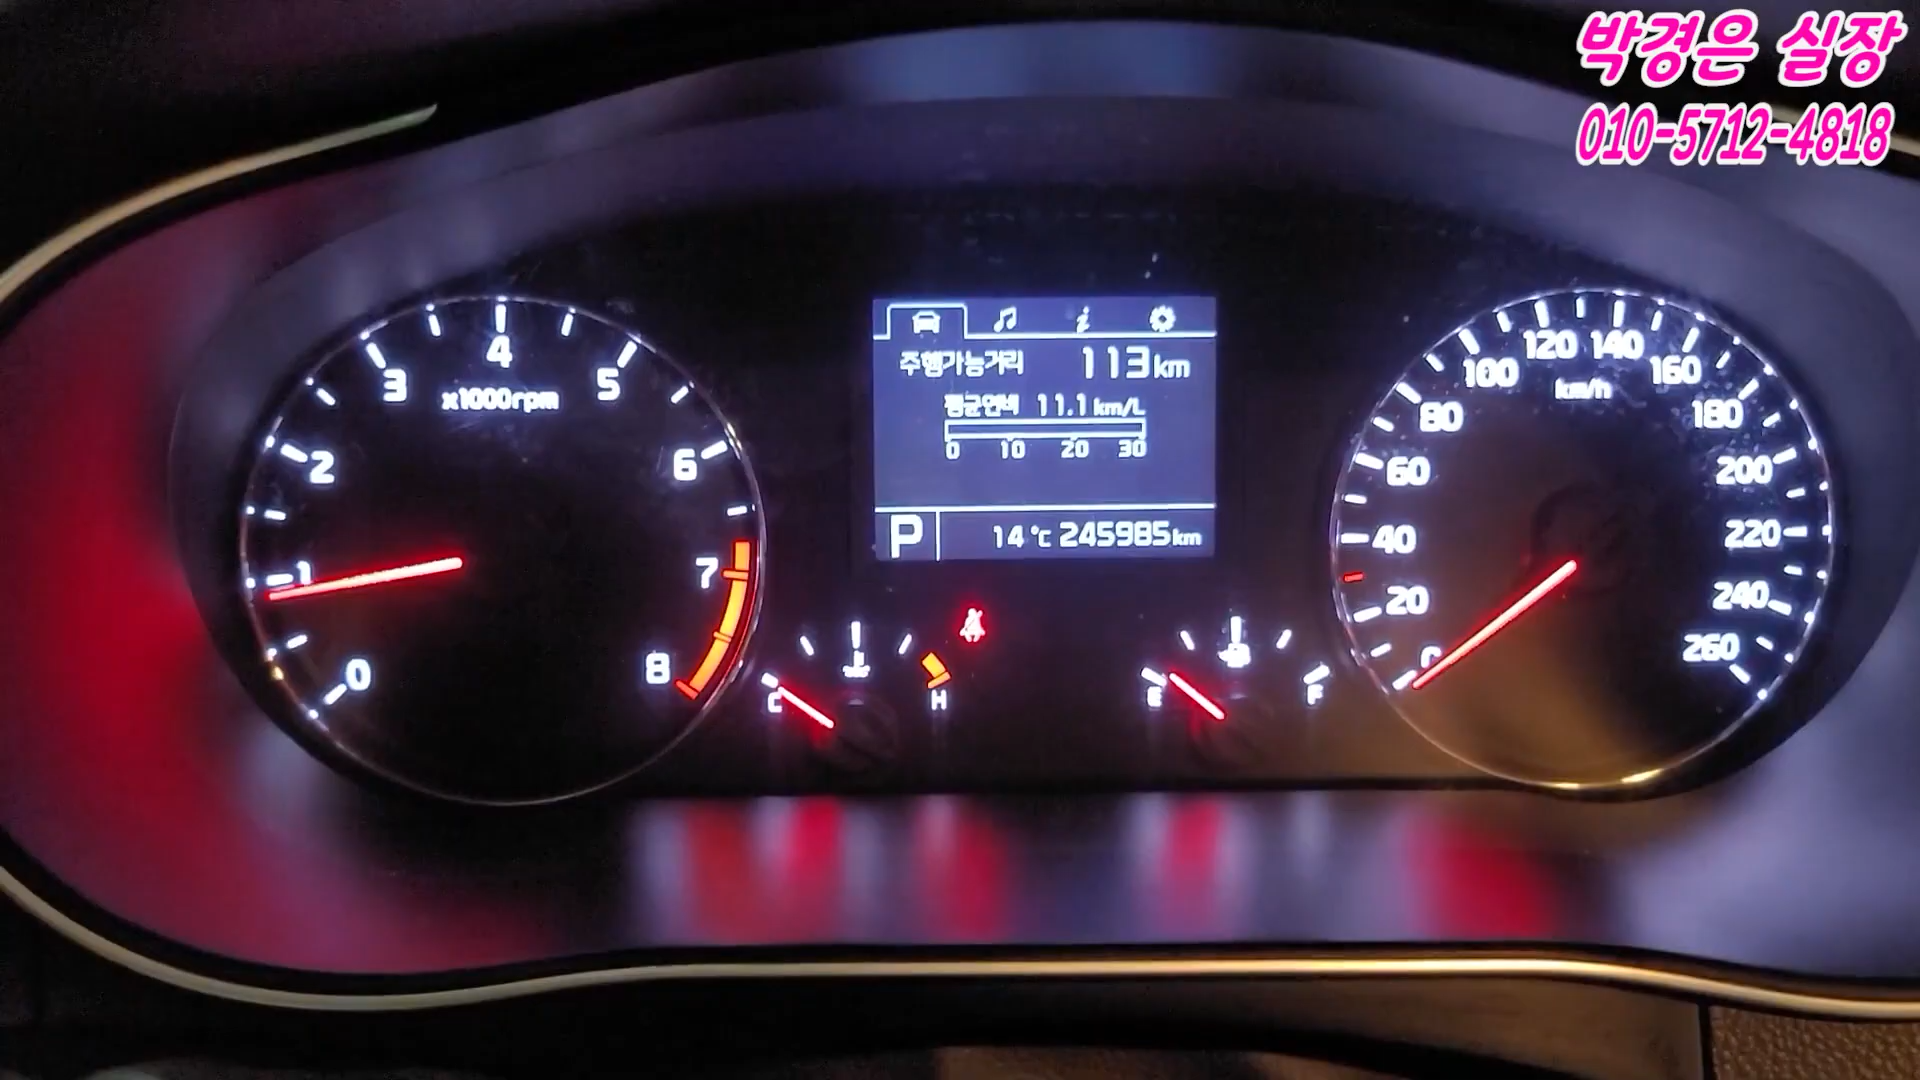 박경은 실장
010-5712-4818
주행가능거리 113km
평균연비 11.1km/L
0 10 20 30
P 14℃ 245985km
0 1 2 3 4 5 6 7 8
x1000rpm
C H
E F
0 20 40 60 80 100 120 140 160 180 200 220 240 260
km/h